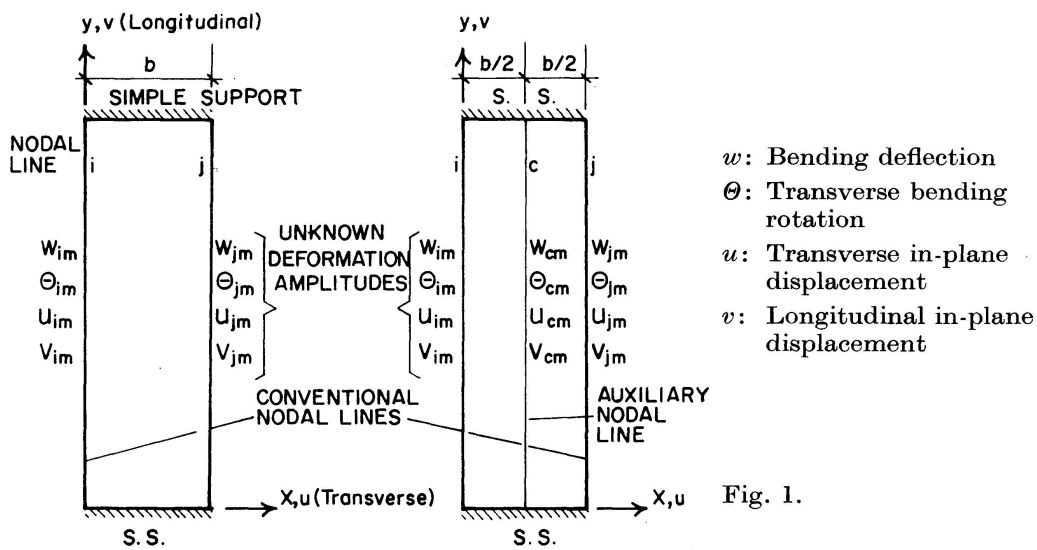 y,v (Longitudinal)
b
SIMPLE SUPPORT
NODAL
LINE
i
j
w_im
Θ_im
u_im
v_im
w_jm
Θ_jm
u_jm
v_jm
UNKNOWN
DEFORMATION
AMPLITUDES
CONVENTIONAL
NODAL LINES
X,u (Transverse)
S.S.
y,v
b/2
b/2
S. S.
i
c
j
w_im
Θ_im
u_im
v_im
w_cm
Θ_cm
u_cm
v_cm
w_jm
Θ_jm
u_jm
v_jm
AUXILIARY
NODAL
LINE
X,u
S.S.
w: Bending deflection
Θ: Transverse bending
rotation
u: Transverse in-plane
displacement
v: Longitudinal in-plane
displacement
Fig. 1.